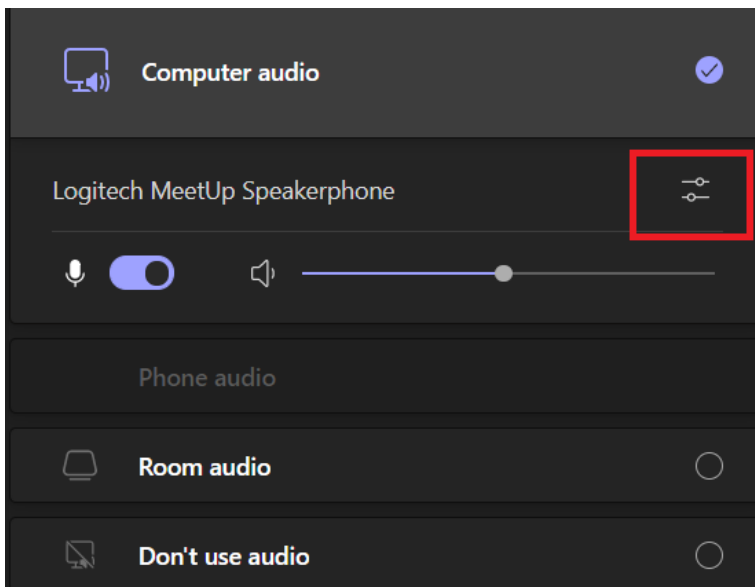 Computer audio
Logitech MeetUp Speakerphone
Phone audio
Room audio
Don't use audio